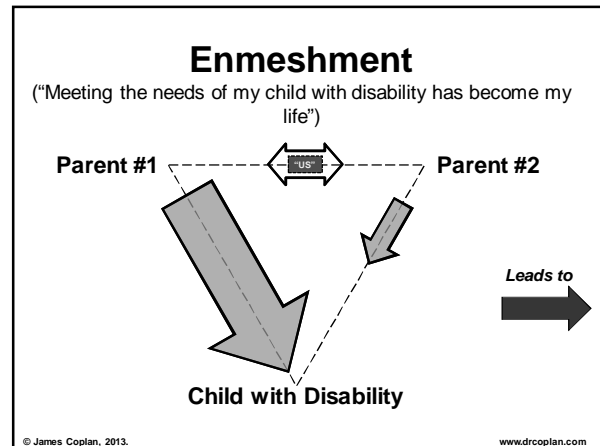 Enmeshment
("Meeting the needs of my child with disability has become my
life")
Parent #1
"US"
Parent #2
Leads to
Child with Disability
© James Coplan, 2013.
www.drcoplan.com